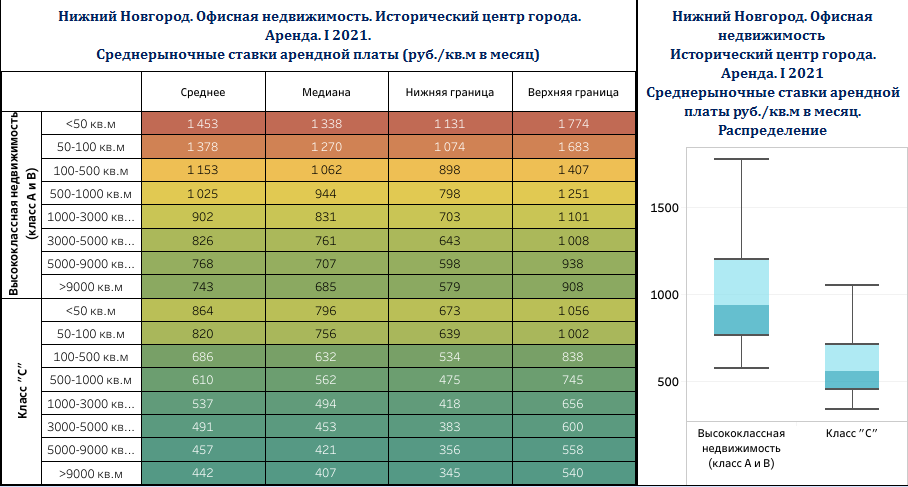 Нижний Новгород. Офисная недвижимость. Исторический центр города.
Аренда. I 2021.
Среднерыночные ставки арендной платы (руб./кв.м в месяц)
Среднее Медиана Нижняя граница Верхняя граница
Высококлассная недвижимость
(класс А и В)
<50 кв.м 1 453 1 338 1 131 1 774
50-100 кв.м 1 378 1 270 1 074 1 683
100-500 кв.м 1 153 1 062 898 1 407
500-1000 кв.м 1 025 944 798 1 251
1000-3000 кв... 902 831 703 1 101
3000-5000 кв... 826 761 643 1 008
5000-9000 кв... 768 707 598 938
>9000 кв.м 743 685 579 908
Класс "С"
<50 кв.м 864 796 673 1 056
50-100 кв.м 820 756 639 1 002
100-500 кв.м 686 632 534 838
500-1000 кв.м 610 562 475 745
1000-3000 кв... 537 494 418 656
3000-5000 кв... 491 453 383 600
5000-9000 кв... 457 421 356 558
>9000 кв.м 442 407 345 540
Нижний Новгород. Офисная
недвижимость
Исторический центр города.
Аренда. I 2021
Среднерыночные ставки арендной
платы руб./кв.м в месяц.
Распределение
1500
1000
500
Высококлассная
недвижимость
(класс А и В)
Класс "С"